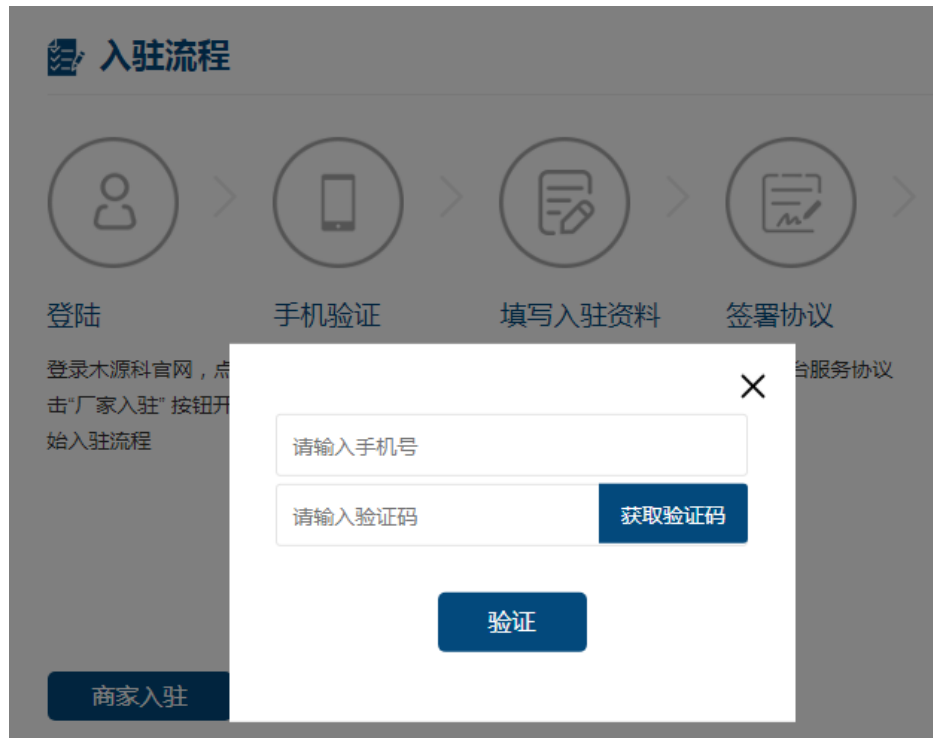 入驻流程
登陆
手机验证
填写入驻资料
签署协议
登录木源科官网，点
击“厂家入驻” 按钮开
始入驻流程
台服务协议
请输入手机号
请输入验证码
获取验证码
验证
商家入驻